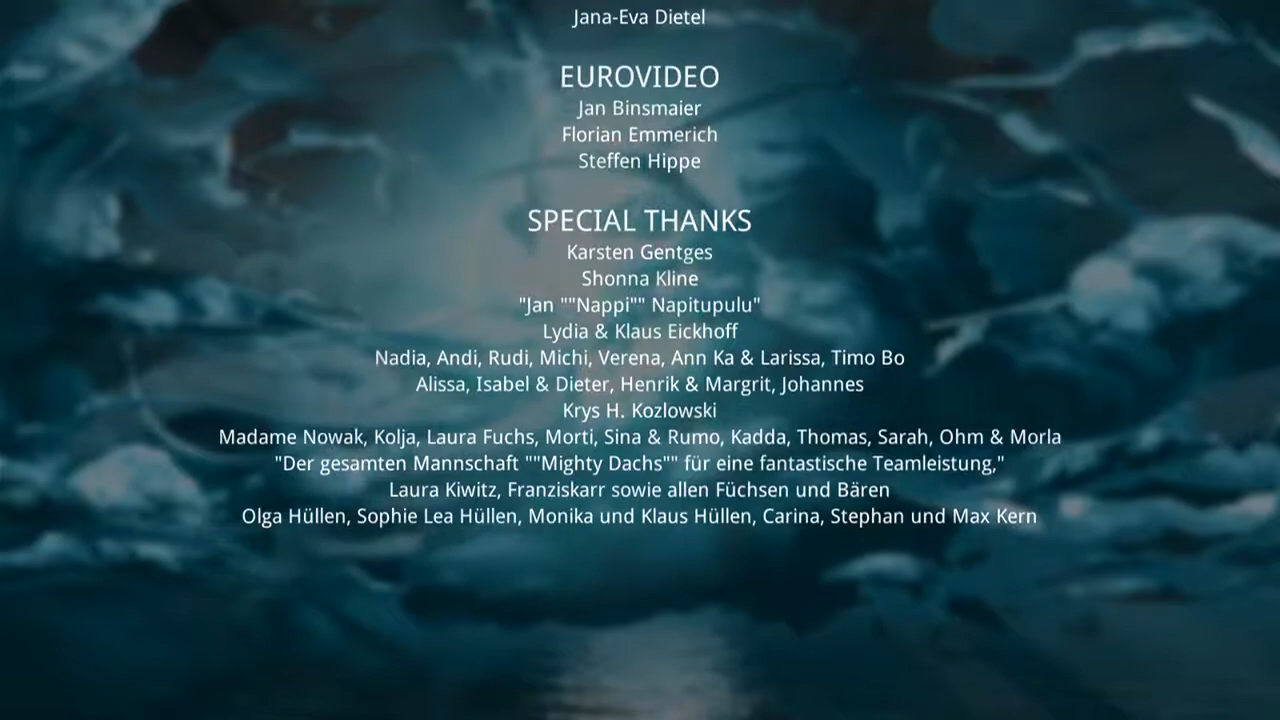 Jana-Eva Dietel
EUROVIDEO
Jan Binsmaier
Florian Emmerich
Steffen Hippe
SPECIAL THANKS
Karsten Gentges
Shonna Kline
"Jan ""Nappi"" Napitupulu"
Lydia & Klaus Eickhoff
Nadia, Andi, Rudi, Michi, Verena, Ann Ka & Larissa, Timo Bo
Alissa, Isabel & Dieter, Henrik & Margrit, Johannes
Krys H. Kozlowski
Madame Nowak, Kolja, Laura Fuchs, Morti, Sina & Rumo, Kadda, Thomas, Sarah, Ohm & Morla
"Der gesamten Mannschaft ""Mighty Dachs"" für eine fantastische Teamleistung,"
Laura Kiwitz, Franziskarr sowie allen Füchsen und Bären
Olga Hüllen, Sophie Lea Hüllen, Monika und Klaus Hüllen, Carina, Stephan und Max Kern